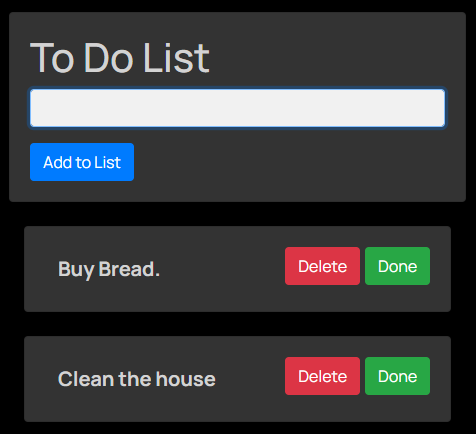 To Do List
Add to List
Buy Bread. Delete Done
Clean the house Delete Done